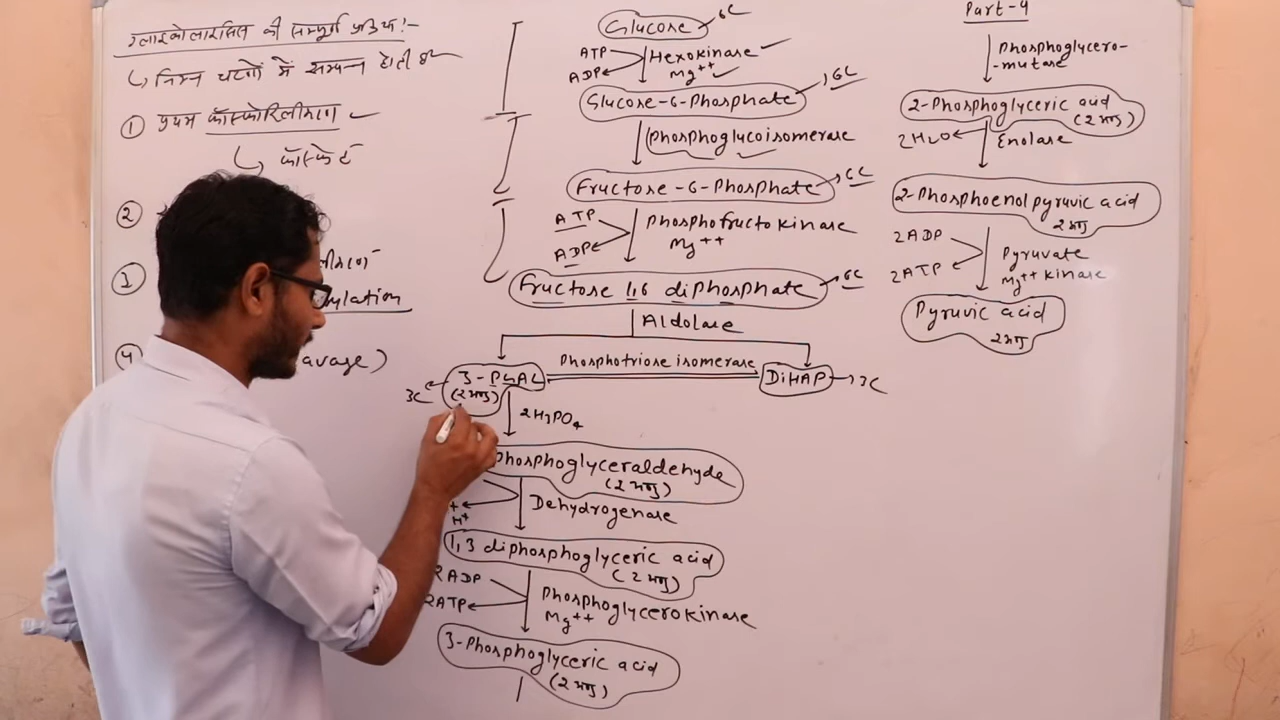 ग्लाइकोलाइसिस की सम्पूर्ण प्रक्रिया:-
निम्न चरणों में सम्पन्न होती है
① प्रथम फॉस्फोरिलीकरण
फॉस्फेट
②
③
ylation
④ avage)
Glucose 6C
ATP Hexokinase
ADP Mg++
Glucose-6-Phosphate 6C
Phosphoglucoisomerase
Fructose-6-Phosphate 6C
ATP Phosphofructokinase
ADP Mg++
Fructose 1,6 diphosphate 6C
Aldolase
3-PGAL Phosphotriose isomerase DiHAP 3C
3C (2 अणु)
2H3PO4
Phosphoglyceraldehyde
(2 अणु)
H+ Dehydrogenase
1,3 diphosphoglyceric acid
(2 अणु)
2ADP Phosphoglycerokinase
2ATP Mg++
3-Phosphoglyceric acid
(2 अणु)
Part-4
Phosphoglycero-
-mutase
2-Phosphoglyceric acid
(2 अणु)
2H2O Enolase
2-Phosphoenolpyruvic acid
2 अणु
2ADP Pyruvate
2ATP Mg++ kinase
Pyruvic acid
2 अणु